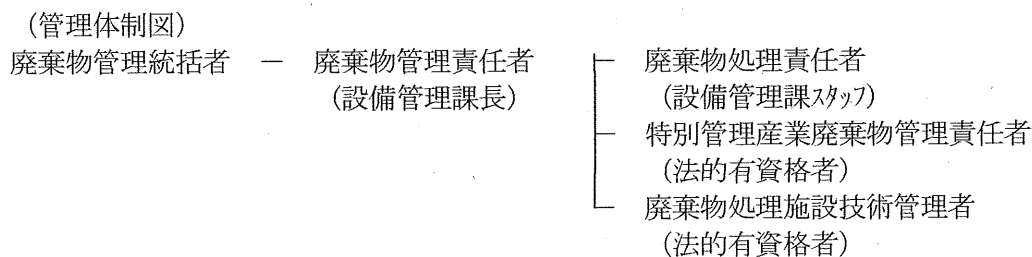 (管理体制図)
廃棄物管理統括者 － 廃棄物管理責任者 廃棄物処理責任者
(設備管理課長) (設備管理課ｽﾀｯﾌ)
特別管理産業廃棄物管理責任者
(法的有資格者)
廃棄物処理施設技術管理者
(法的有資格者)